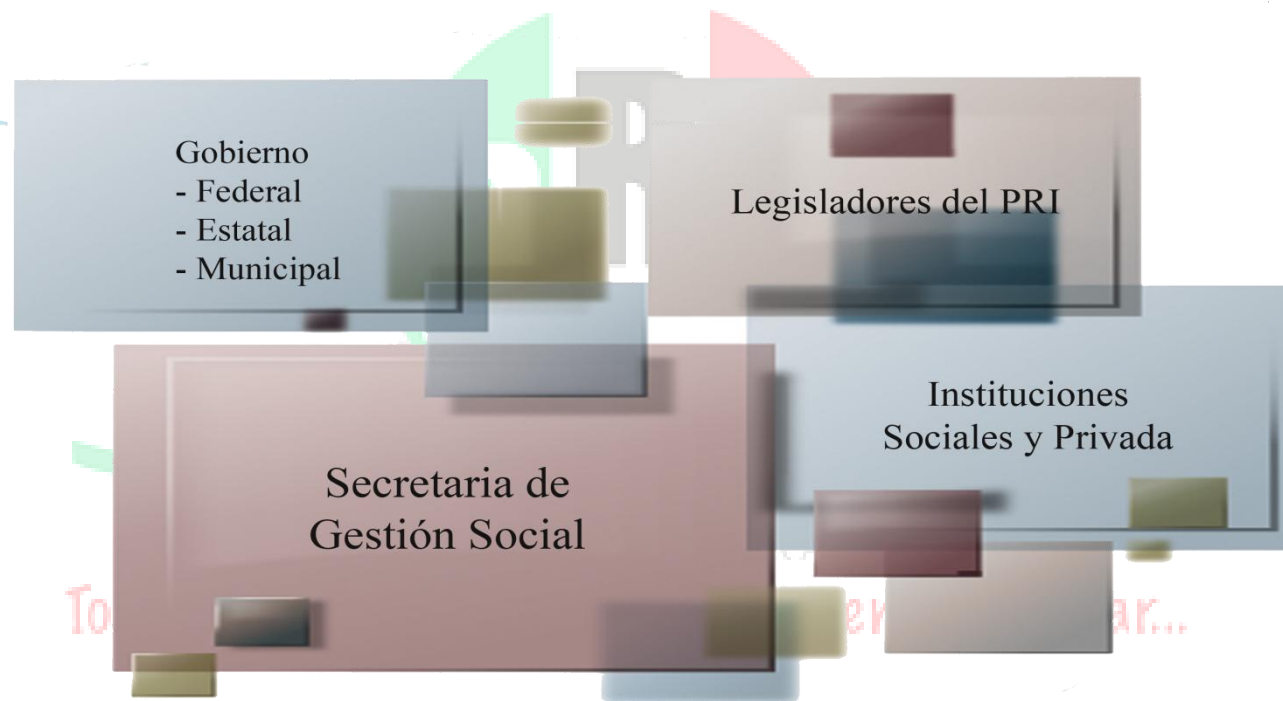 Gobierno
- Federal
- Estatal
- Municipal
Legisladores del PRI
Instituciones
Sociales y Privada
Secretaria de
Gestión Social